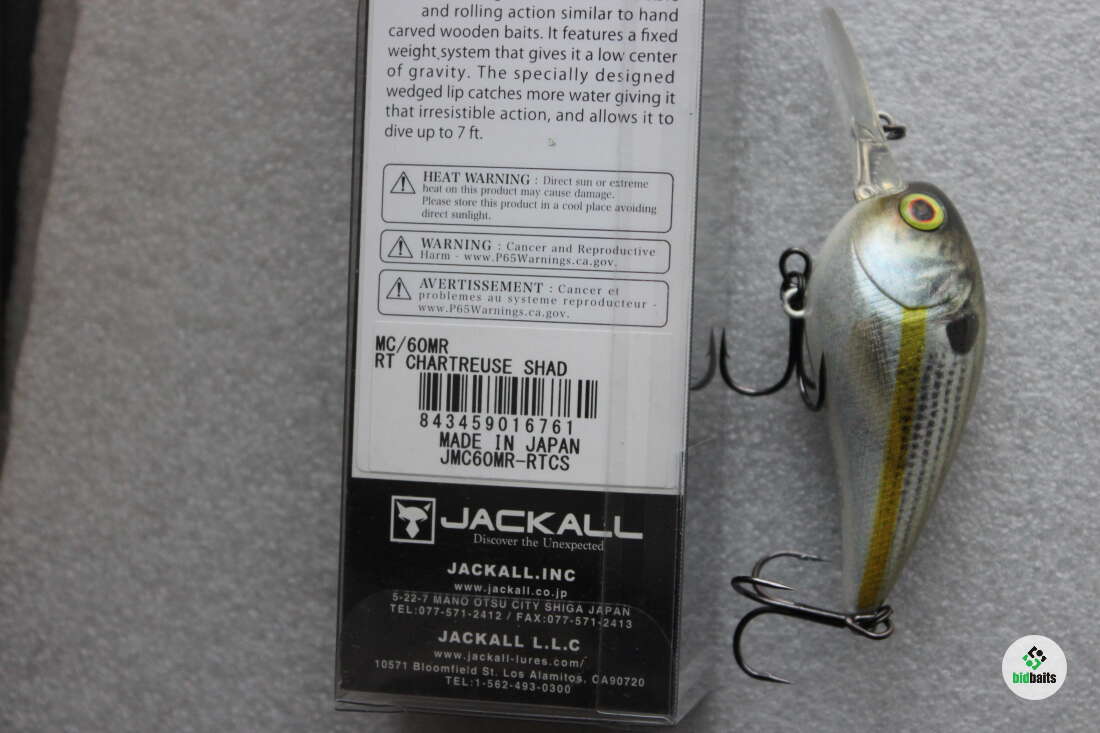 and rolling action similar to hand
carved wooden baits. It features a fixed
weight system that gives it a low center
of gravity. The specially designed
wedged lip catches more water giving it
that irresistible action, and allows it to
dive up to 7 ft.
HEAT WARNING : Direct sun or extreme
heat on this product may cause damage.
Please store this product in a cool place avoiding
direct sunlight.
WARNING : Cancer and Reproductive
Harm - www.P65Warnings.ca.gov.
AVERTISSEMENT : Cancer et
problemes au systeme reproducteur -
www.P65Warnings.ca.gov.
MC/60MR
RT CHARTREUSE SHAD
843459016761
MADE IN JAPAN
JMC60MR-RTCS
JACKALL
Discover the Unexpected
JACKALL.INC
www.jackall.co.jp
5-22-7 MANO OTSU CITY SHIGA JAPAN
TEL:077-571-2412 / FAX:077-571-2413
JACKALL L.L.C
www.jackall-lures.com/
10571 Bloomfield St. Los Alamitos, CA90720
TEL:1-562-493-0300
bidbaits